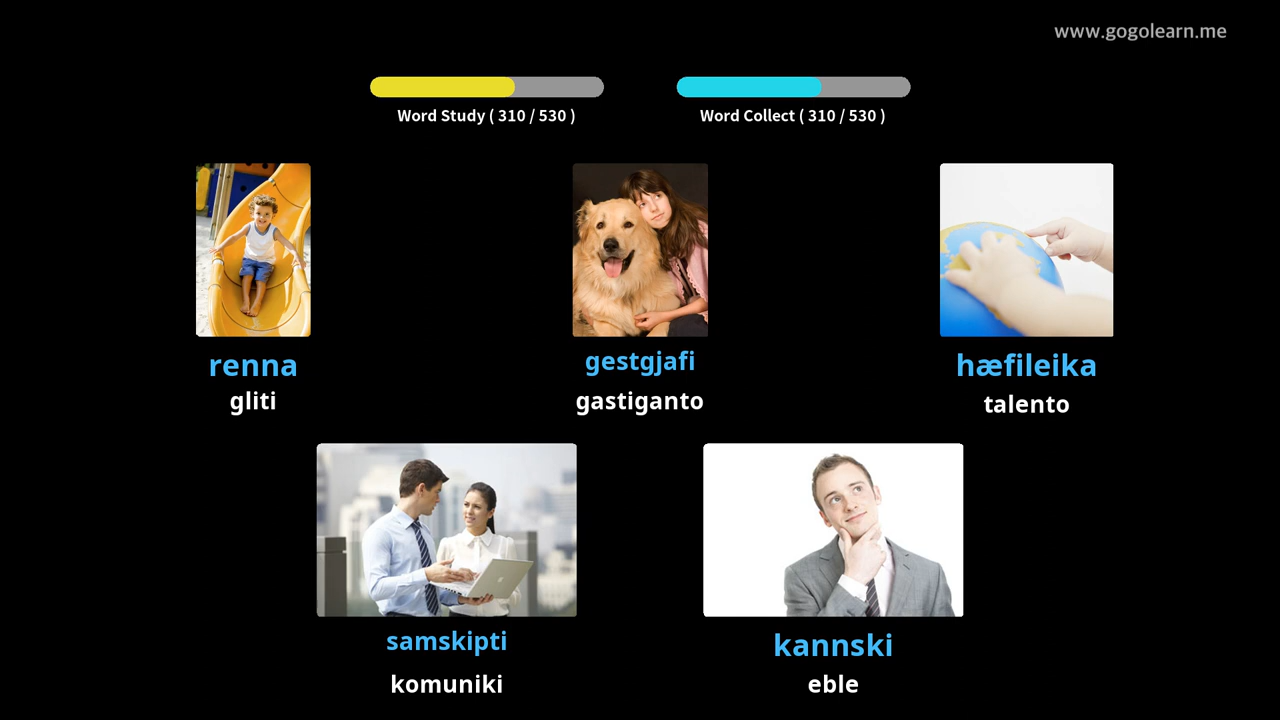 www.gogolearn.me
Word Study ( 310 / 530 )
Word Collect ( 310 / 530 )
renna
gliti
gestgjafi
gastiganto
hæfileika
talento
samskipti
komuniki
kannski
eble